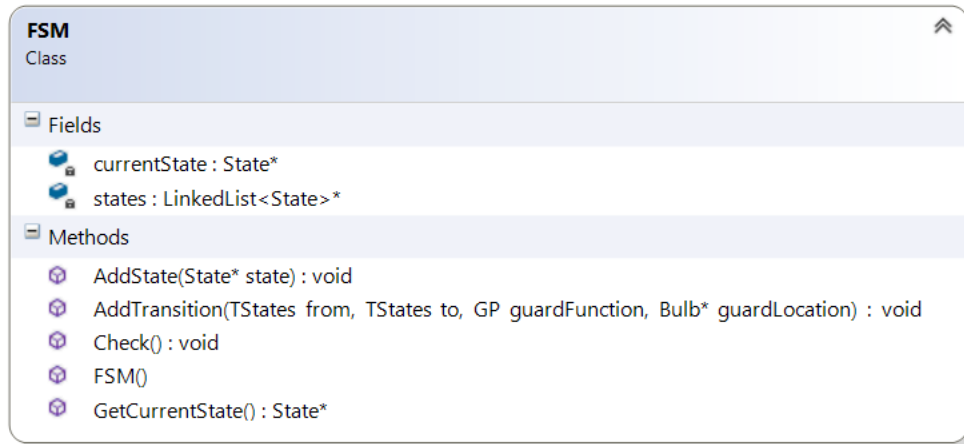 FSM
Class
Fields
currentState : State*
states : LinkedList<State>*
Methods
AddState(State* state) : void
AddTransition(TStates from, TStates to, GP guardFunction, Bulb* guardLocation) : void
Check() : void
FSM()
GetCurrentState() : State*